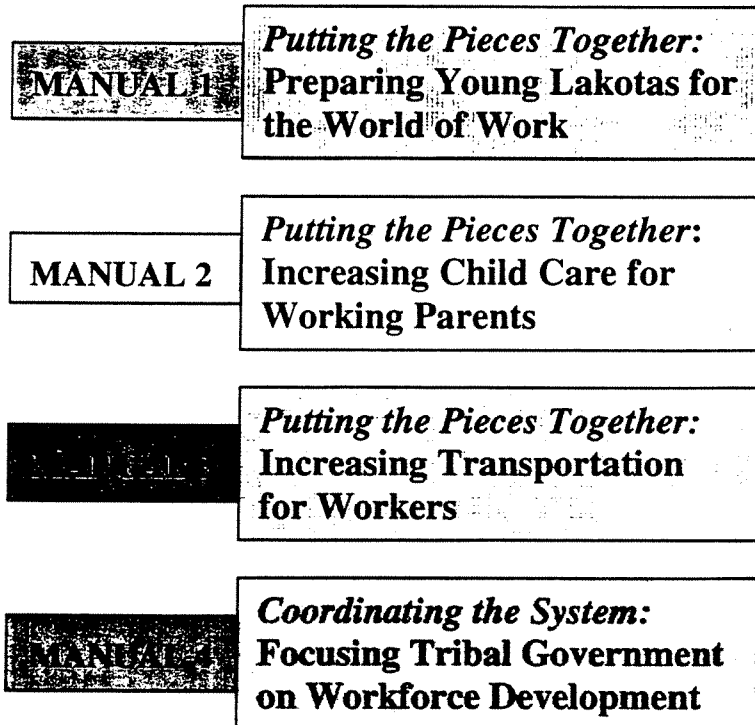 MANUAL 1
Putting the Pieces Together:
Preparing Young Lakotas for
the World of Work
MANUAL 2
Putting the Pieces Together:
Increasing Child Care for
Working Parents
Putting the Pieces Together:
Increasing Transportation
for Workers
MANUAL 4
Coordinating the System:
Focusing Tribal Government
on Workforce Development